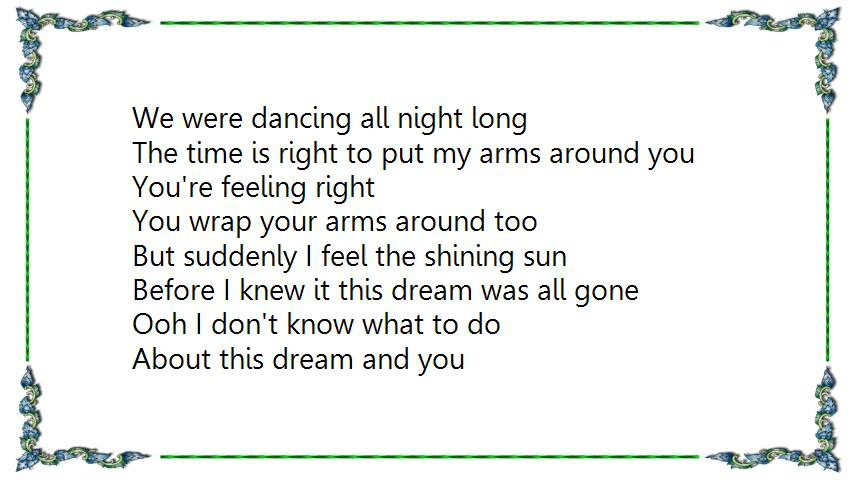 We were dancing all night long
The time is right to put my arms around you
You're feeling right
You wrap your arms around too
But suddenly I feel the shining sun
Before I knew it this dream was all gone
Ooh I don't know what to do
About this dream and you